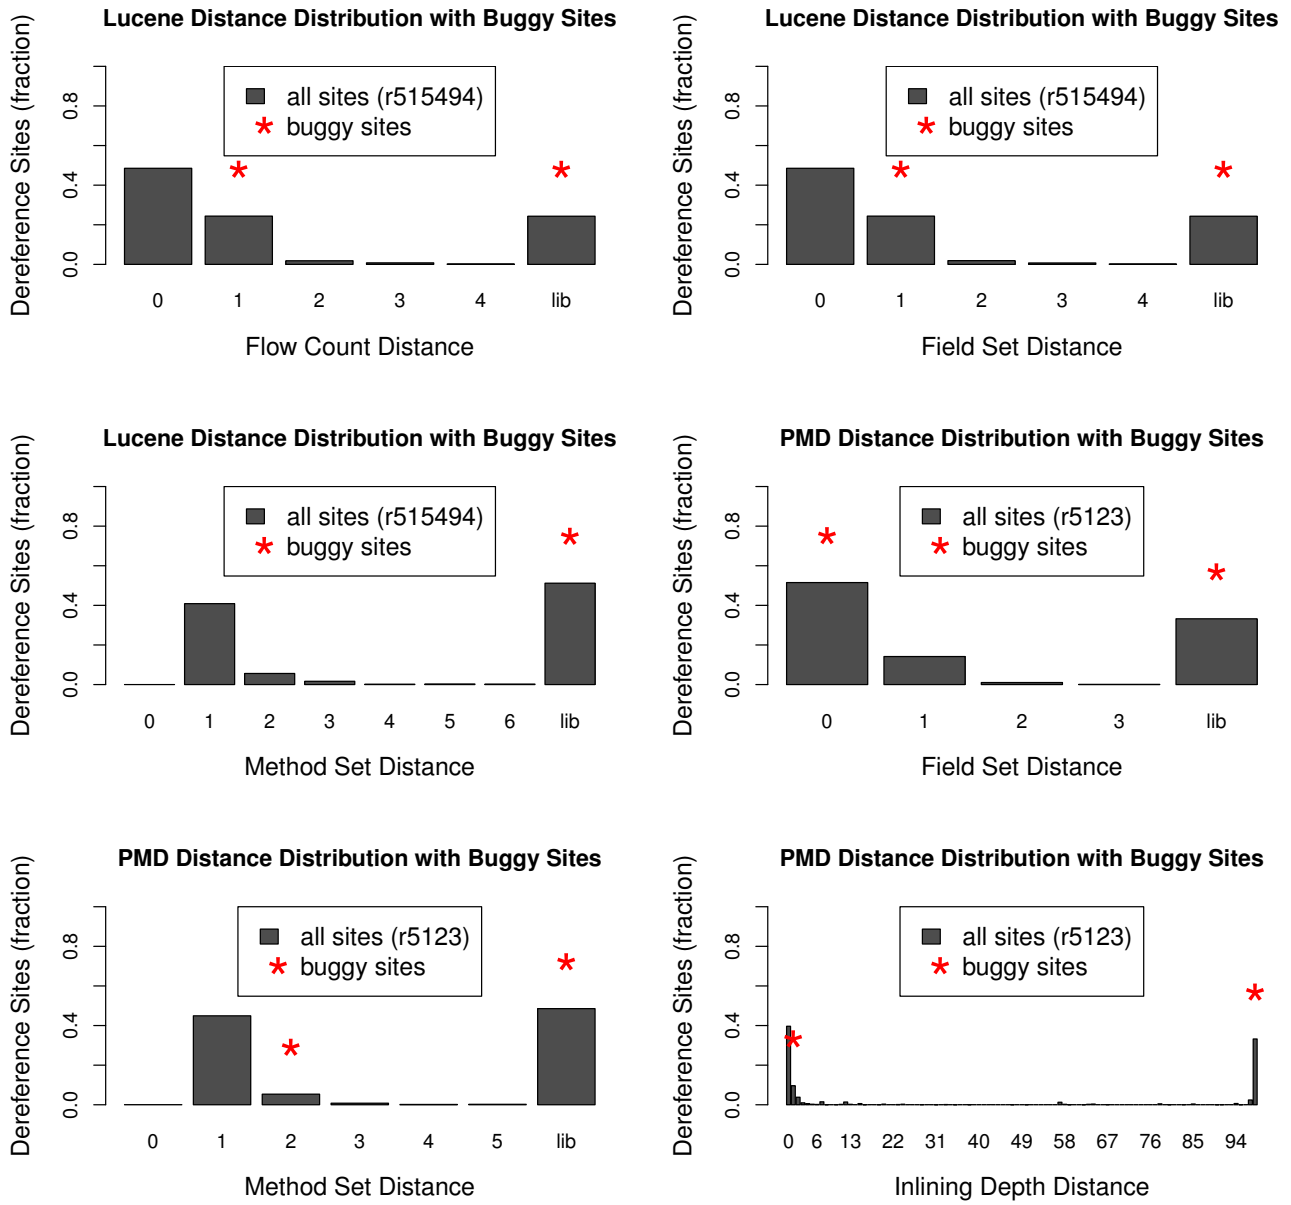 Lucene Distance Distribution with Buggy Sites
Dereference Sites (fraction)
0.0 0.4 0.8
all sites (r515494)
* buggy sites
0 1 2 3 4 lib
Flow Count Distance
Lucene Distance Distribution with Buggy Sites
Dereference Sites (fraction)
0.0 0.4 0.8
all sites (r515494)
* buggy sites
0 1 2 3 4 lib
Field Set Distance
Lucene Distance Distribution with Buggy Sites
Dereference Sites (fraction)
0.0 0.4 0.8
all sites (r515494)
* buggy sites
0 1 2 3 4 5 6 lib
Method Set Distance
PMD Distance Distribution with Buggy Sites
Dereference Sites (fraction)
0.0 0.4 0.8
all sites (r5123)
* buggy sites
0 1 2 3 lib
Field Set Distance
PMD Distance Distribution with Buggy Sites
Dereference Sites (fraction)
0.0 0.4 0.8
all sites (r5123)
* buggy sites
0 1 2 3 4 5 lib
Method Set Distance
PMD Distance Distribution with Buggy Sites
Dereference Sites (fraction)
0.0 0.4 0.8
all sites (r5123)
* buggy sites
0 6 13 22 31 40 49 58 67 76 85 94
Inlining Depth Distance